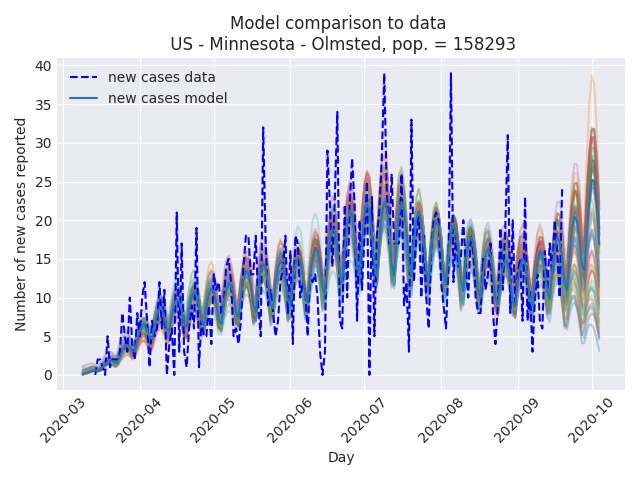 Model comparison to data
US - Minnesota - Olmsted, pop. = 158293
new cases data
new cases model
Number of new cases reported
40
35
30
25
20
15
10
5
0
2020-03
2020-04
2020-05
2020-06
2020-07
2020-08
2020-09
2020-10
Day